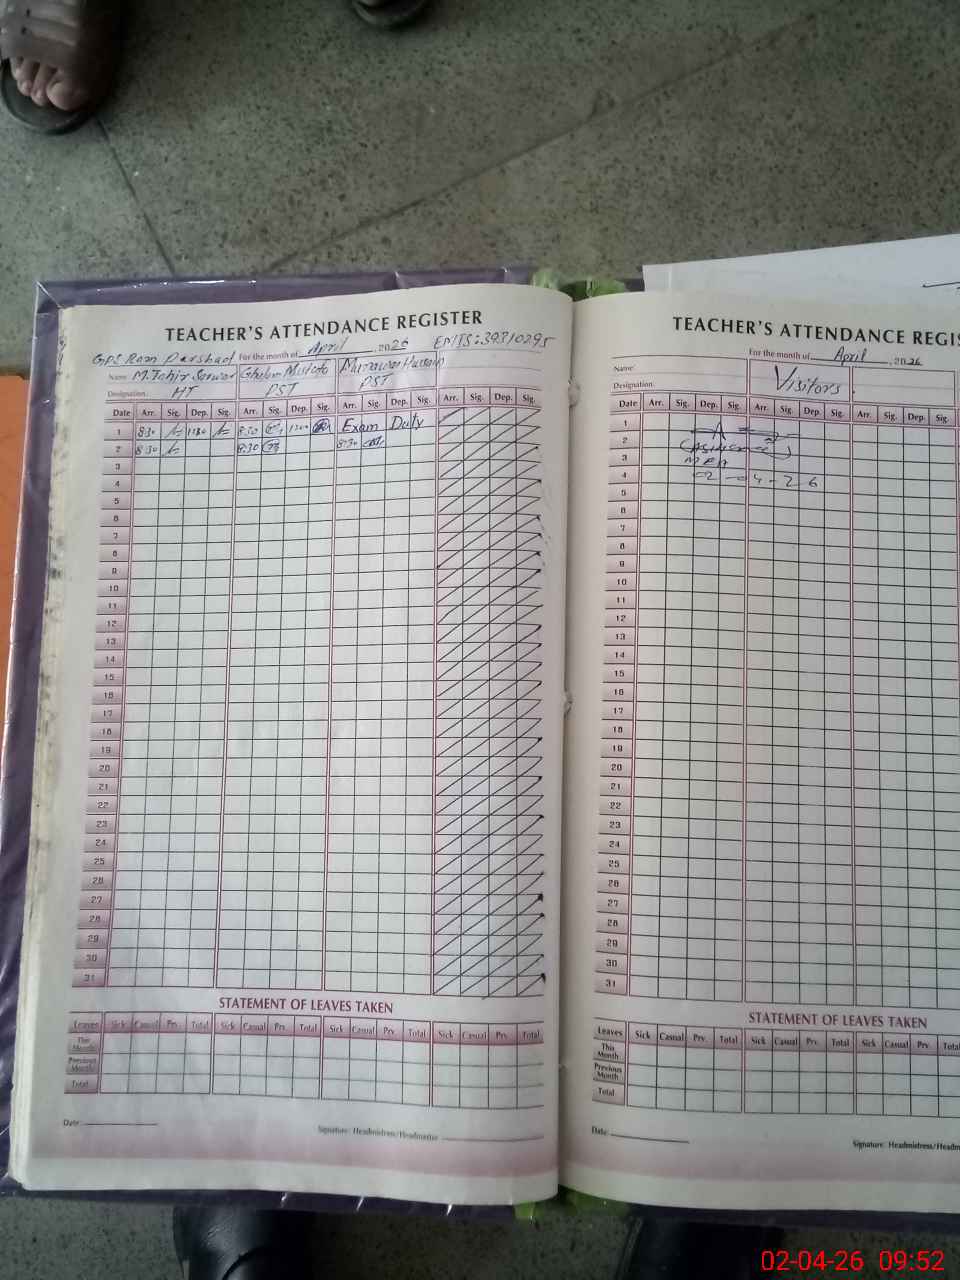 TEACHER'S ATTENDANCE REGISTER
GPS Ram Parshad For the month of April, 2026 EMIS: 39310295
Name: M. Tahir Sarwar Ghulam Mustafa Munawar Hussain
Designation: HT PST PST
Date Arr. Sig. Dep. Sig. Arr. Sig. Dep. Sig. Arr. Sig. Dep. Sig. Arr. Sig. Dep. Sig.
1 8:30 1:30 8:30 1:30 Exam Duty
2 8:30 8:30 8:30
3
4
5
6
7
8
9
10
11
12
13
14
15
16
17
18
19
20
21
22
23
24
25
26
27
28
29
30
31
STATEMENT OF LEAVES TAKEN
Leaves Sick Casual Prv. Total Sick Casual Prv. Total Sick Casual Prv. Total Sick Casual Prv. Total
This Month
Previous Month
Total
Date:
Signature: Headmistress/Headmaster
TEACHER'S ATTENDANCE REGIS
For the month of April, 2026
Name:
Visitors
Designation:
Date Arr. Sig. Dep. Sig. Arr. Sig. Dep. Sig. Arr. Sig. Dep. Sig.
1
2
3 MEA
4 02-04-26
5
6
7
8
9
10
11
12
13
14
15
16
17
18
19
20
21
22
23
24
25
26
27
28
29
30
31
STATEMENT OF LEAVES TAKEN
Leaves Sick Casual Prv. Total Sick Casual Prv. Total Sick Casual Prv. Total
This Month
Previous Month
Total
Date:
Signature: Headmistress/Headm
02-04-26 09:52